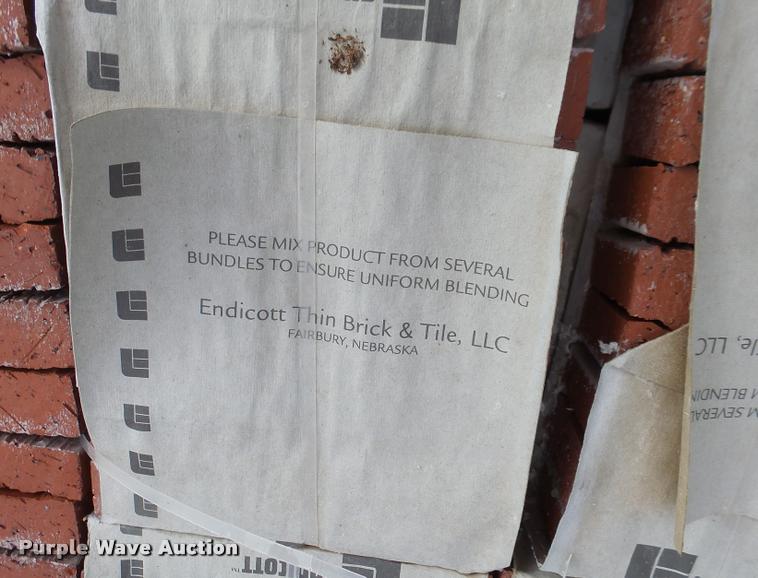 PLEASE MIX PRODUCT FROM SEVERAL
BUNDLES TO ENSURE UNIFORM BLENDING
Endicott Thin Brick & Tile, LLC
FAIRBURY, NEBRASKA
LLC
Purple Wave Auction